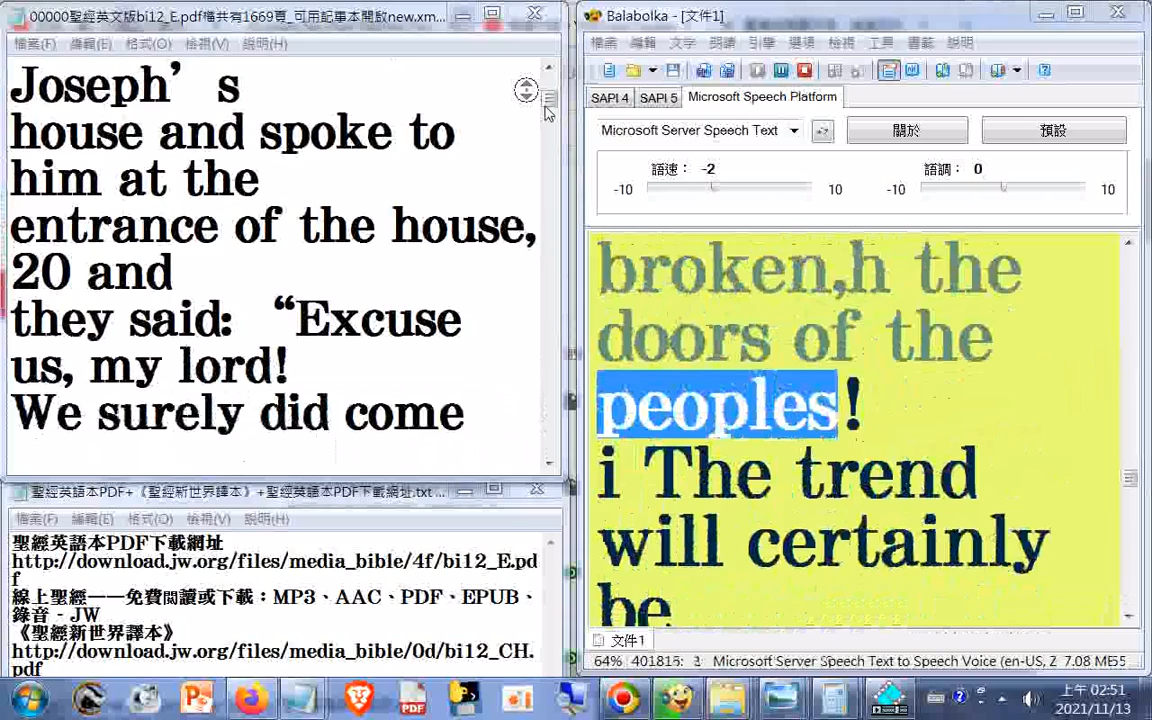 00000聖經英文版bi12_E.pdf檔共有1669頁_可用記事本開啟new.xm...
檔案(F) 編輯(E) 格式(O) 檢視(V) 說明(H)
Joseph’s
house and spoke to
him at the
entrance of the house,
20 and
they said: “Excuse
us, my lord!
We surely did come
聖經英語本PDF+《聖經新世界譯本》+聖經英語本PDF下載網址.txt ...
檔案(F) 編輯(E) 格式(O) 檢視(V) 說明(H)
聖經英語本PDF下載網址
http://download.jw.org/files/media_bible/4f/bi12_E.pd
f
線上聖經——免費閱讀或下載：MP3、AAC、PDF、EPUB、
錄音 - JW
《聖經新世界譯本》
http://download.jw.org/files/media_bible/0d/bi12_CH.
pdf
Balabolka - [文件1]
檔案 編輯 文字 朗讀 引擎 選項 檢視 工具 書籤 說明
SAPI 4 SAPI 5 Microsoft Speech Platform
Microsoft Server Speech Text 關於 預設
語速： -2 語調： 0
-10 10 -10 10
broken,h the
doors of the
peoples!
i The trend
will certainly
be
文件1
64% 401815: 1 Microsoft Server Speech Text to Speech Voice (en-US, Z 7.08 ME55
PDF
上午 02:51
2021/11/13